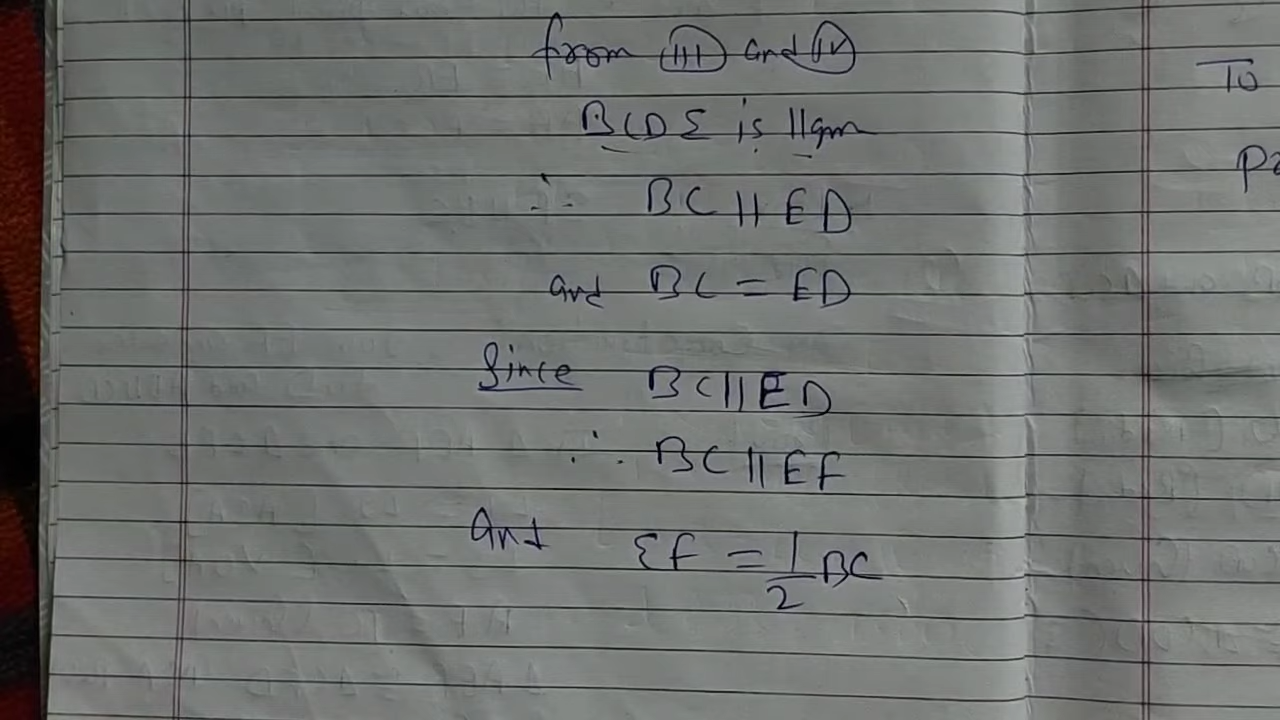 from (III) and (IV)
BCDE is ||gm
∴ BC || ED
and BC = ED
Since BC || ED
∴ BC || EF
And EF = 1/2 BC
To